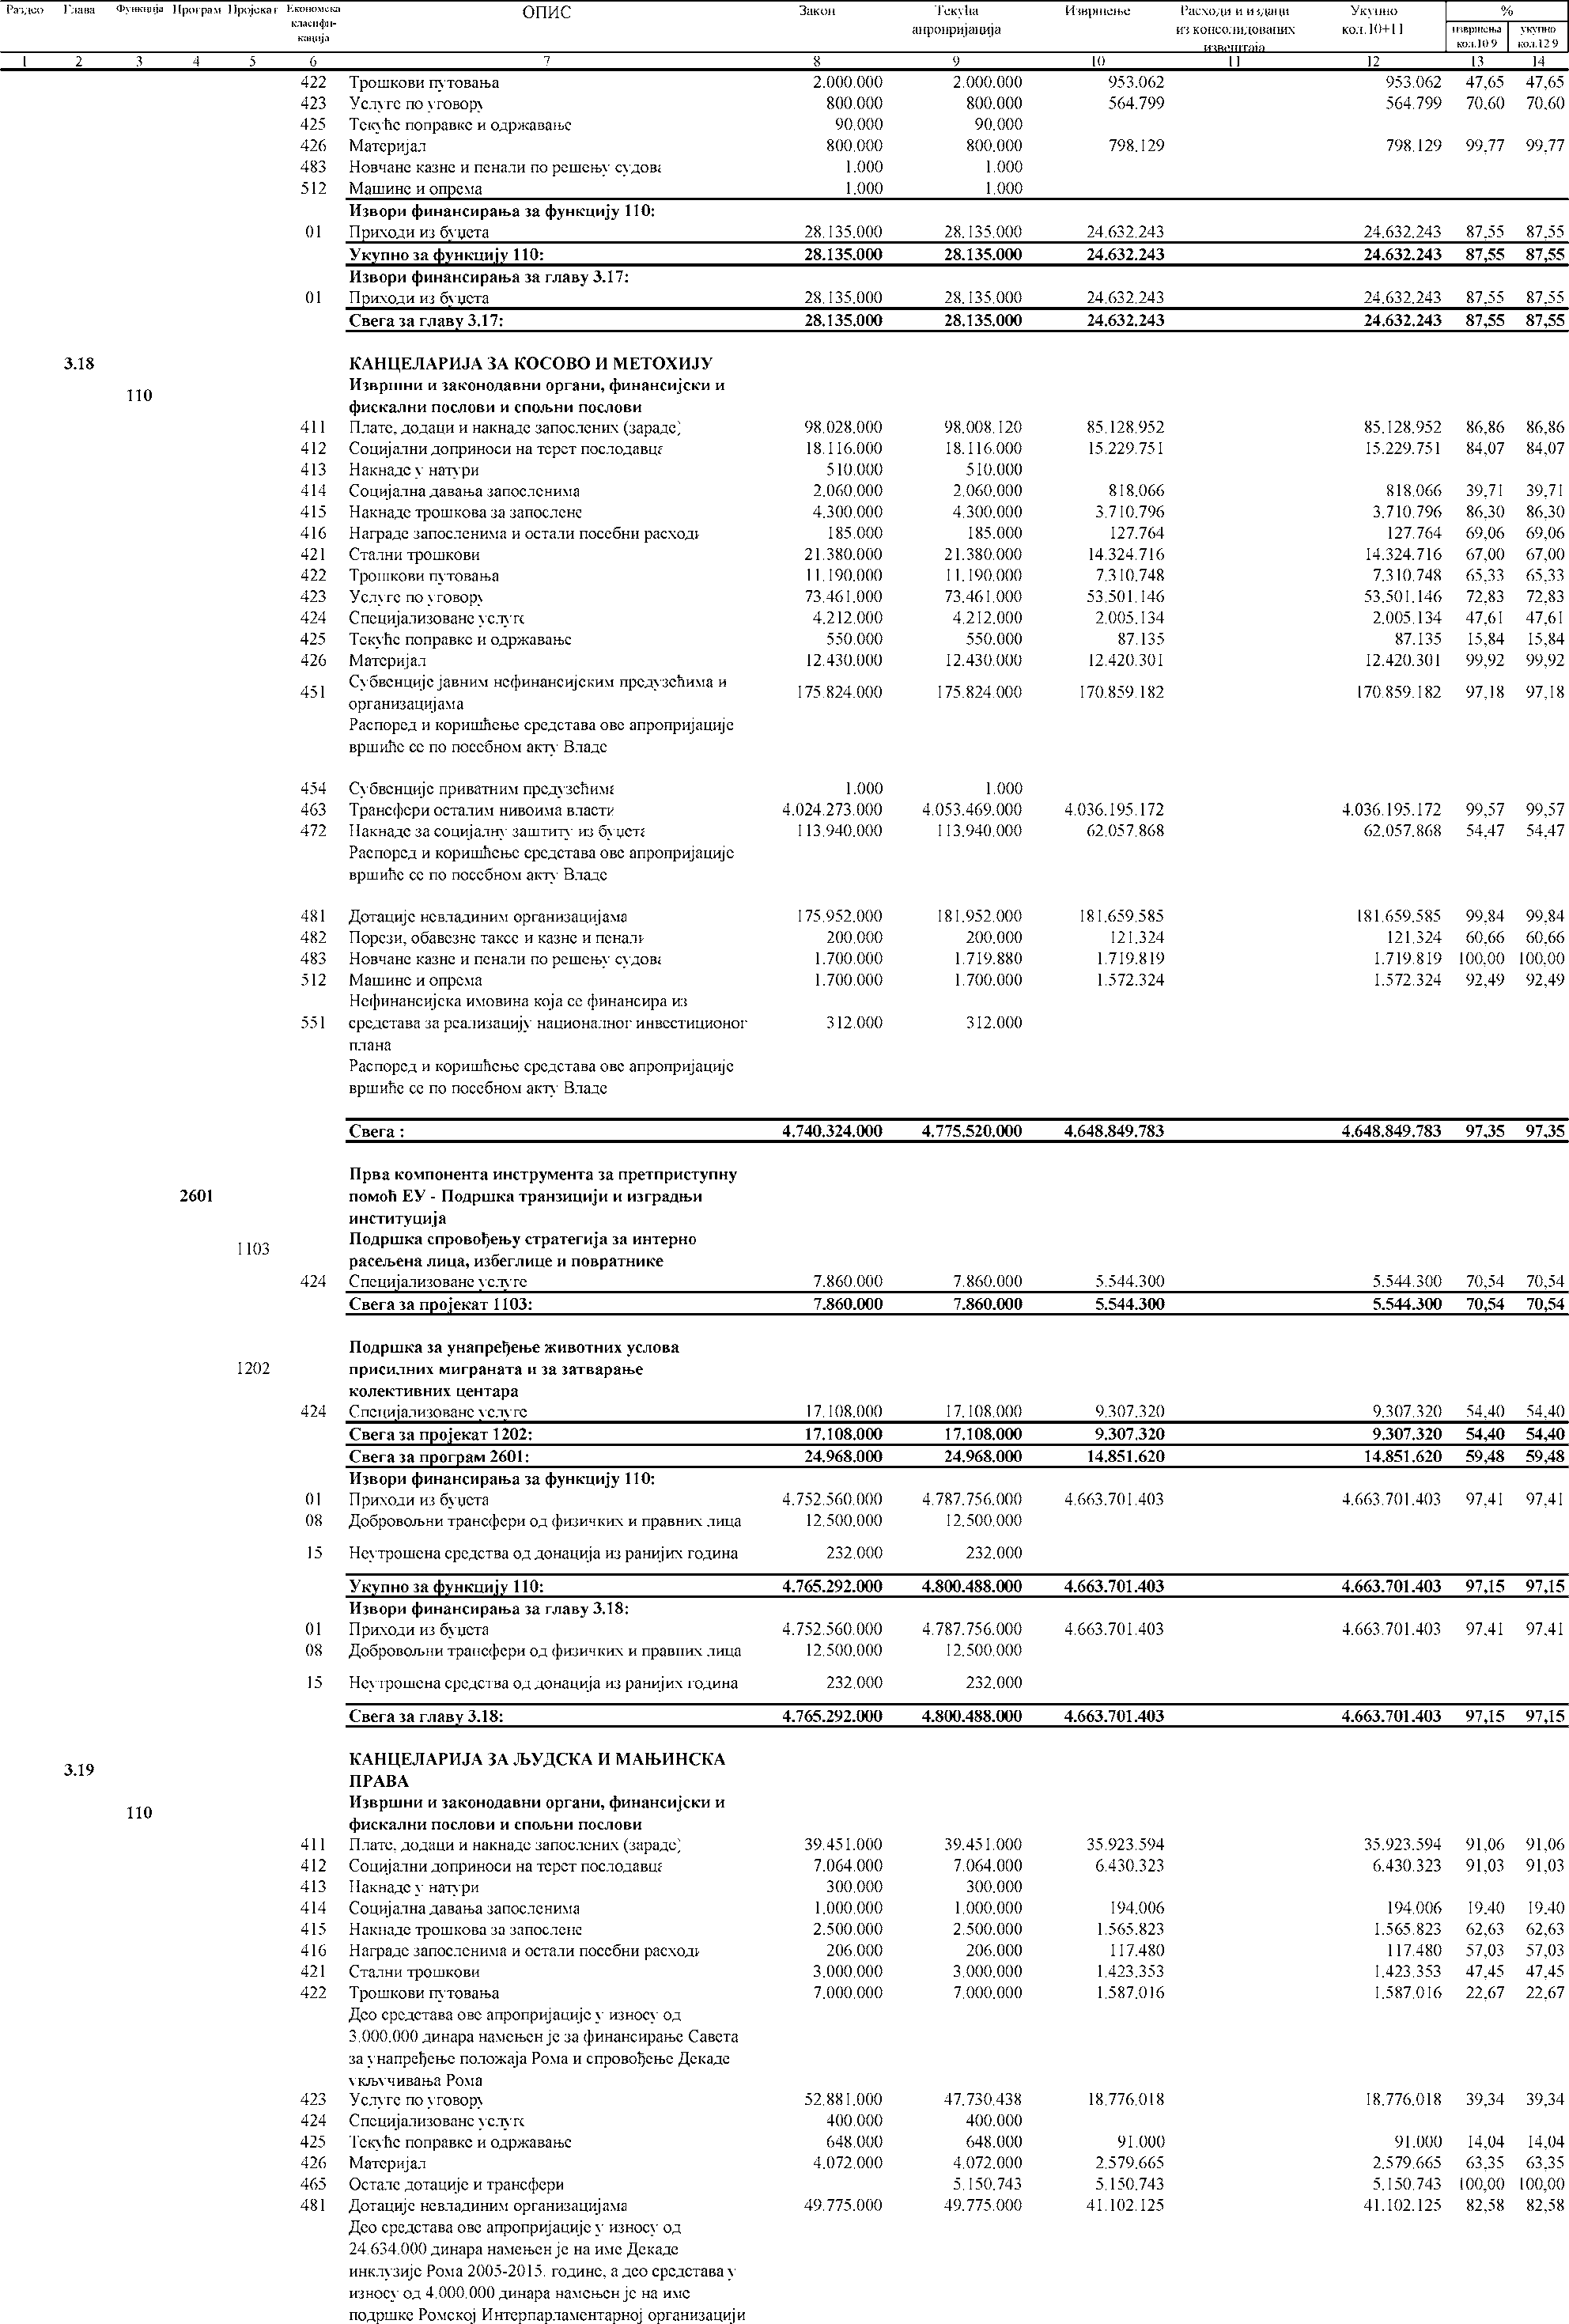 Раздео Глава Функција Програм Пројекат Економска класифи-кација ОПИС Закон Текућа апропријација Извршење Расходи и издаци из консолидованих извештаја Укупно кол.10+11 % извршења кол.10 9 укупно кол.12 9
1 2 3 4 5 6 7 8 9 10 11 12 13 14
422 Трошкови путовања 2.000.000 2.000.000 953.062 953.062 47,65 47,65
423 Услуге по уговору 800.000 800.000 564.799 564.799 70,60 70,60
425 Текуће поправке и одржавање 90.000 90.000
426 Материјал 800.000 800.000 798.129 798.129 99,77 99,77
483 Новчане казне и пенали по решењу судова 1.000 1.000
512 Машине и опрема 1.000 1.000
Извори финансирања за функцију 110:
01 Приходи из буџета 28.135.000 28.135.000 24.632.243 24.632.243 87,55 87,55
Укупно за функцију 110: 28.135.000 28.135.000 24.632.243 24.632.243 87,55 87,55
Извори финансирања за главу 3.17:
01 Приходи из буџета 28.135.000 28.135.000 24.632.243 24.632.243 87,55 87,55
Свега за главу 3.17: 28.135.000 28.135.000 24.632.243 24.632.243 87,55 87,55
3.18 КАНЦЕЛАРИЈА ЗА КОСОВО И МЕТОХИЈУ
110 Извршни и законодавни органи, финансијски и
фискални послови и спољни послови
411 Плате, додаци и накнаде запослених (зараде) 98.028.000 98.008.120 85.128.952 85.128.952 86,86 86,86
412 Социјални доприноси на терет послодавца 18.116.000 18.116.000 15.229.751 15.229.751 84,07 84,07
413 Накнаде у натури 510.000 510.000
414 Социјална давања запосленима 2.060.000 2.060.000 818.066 818.066 39,71 39,71
415 Накнаде трошкова за запослене 4.300.000 4.300.000 3.710.796 3.710.796 86,30 86,30
416 Награде запосленима и остали посебни расходи 185.000 185.000 127.764 127.764 69,06 69,06
421 Стални трошкови 21.380.000 21.380.000 14.324.716 14.324.716 67,00 67,00
422 Трошкови путовања 11.190.000 11.190.000 7.310.748 7.310.748 65,33 65,33
423 Услуге по уговору 73.461.000 73.461.000 53.501.146 53.501.146 72,83 72,83
424 Специјализоване услуге 4.212.000 4.212.000 2.005.134 2.005.134 47,61 47,61
425 Текуће поправке и одржавање 550.000 550.000 87.135 87.135 15,84 15,84
426 Материјал 12.430.000 12.430.000 12.420.301 12.420.301 99,92 99,92
451 Субвенције јавним нефинансијским предузећима и
организацијама 175.824.000 175.824.000 170.859.182 170.859.182 97,18 97,18
Распоред и коришћење средстава ове апропријације
вршиће се по посебном акту Владе
454 Субвенције приватним предузећима 1.000 1.000
463 Трансфери осталим нивоима власти 4.024.273.000 4.053.469.000 4.036.195.172 4.036.195.172 99,57 99,57
472 Накнаде за социјалну заштиту из буџета 113.940.000 113.940.000 62.057.868 62.057.868 54,47 54,47
Распоред и коришћење средстава ове апропријације
вршиће се по посебном акту Владе
481 Дотације невладиним организацијама 175.952.000 181.952.000 181.659.585 181.659.585 99,84 99,84
482 Порези, обавезне таксе и казне и пенали 200.000 200.000 121.324 121.324 60,66 60,66
483 Новчане казне и пенали по решењу судова 1.700.000 1.719.880 1.719.819 1.719.819 100,00 100,00
512 Машине и опрема 1.700.000 1.700.000 1.572.324 1.572.324 92,49 92,49
Нефинансијска имовина која се финансира из
551 средстава за реализацију националног инвестиционог 312.000 312.000
плана
Распоред и коришћење средстава ове апропријације
вршиће се по посебном акту Владе
Свега : 4.740.324.000 4.775.520.000 4.648.849.783 4.648.849.783 97,35 97,35
Прва компонента инструмента за претприступну
2601 помоћ ЕУ - Подршка транзицији и изградњи
институција
1103 Подршка спровођењу стратегија за интерно
расељена лица, избеглице и повратнике
424 Специјализоване услуге 7.860.000 7.860.000 5.544.300 5.544.300 70,54 70,54
Свега за пројекат 1103: 7.860.000 7.860.000 5.544.300 5.544.300 70,54 70,54
Подршка за унапређење животних услова
1202 присилних миграната и за затварање
колективних центара
424 Специјализоване услуге 17.108.000 17.108.000 9.307.320 9.307.320 54,40 54,40
Свега за пројекат 1202: 17.108.000 17.108.000 9.307.320 9.307.320 54,40 54,40
Свега за програм 2601: 24.968.000 24.968.000 14.851.620 14.851.620 59,48 59,48
Извори финансирања за функцију 110:
01 Приходи из буџета 4.752.560.000 4.787.756.000 4.663.701.403 4.663.701.403 97,41 97,41
08 Добровољни трансфери од физичких и правних лица 12.500.000 12.500.000
15 Неутрошена средства од донација из ранијих година 232.000 232.000
Укупно за функцију 110: 4.765.292.000 4.800.488.000 4.663.701.403 4.663.701.403 97,15 97,15
Извори финансирања за главу 3.18:
01 Приходи из буџета 4.752.560.000 4.787.756.000 4.663.701.403 4.663.701.403 97,41 97,41
08 Добровољни трансфери од физичких и правних лица 12.500.000 12.500.000
15 Неутрошена средства од донација из ранијих година 232.000 232.000
Свега за главу 3.18: 4.765.292.000 4.800.488.000 4.663.701.403 4.663.701.403 97,15 97,15
3.19 КАНЦЕЛАРИЈА ЗА ЉУДСКА И МАЊИНСКА
ПРАВА
110 Извршни и законодавни органи, финансијски и
фискални послови и спољни послови
411 Плате, додаци и накнаде запослених (зараде) 39.451.000 39.451.000 35.923.594 35.923.594 91,06 91,06
412 Социјални доприноси на терет послодавца 7.064.000 7.064.000 6.430.323 6.430.323 91,03 91,03
413 Накнаде у натури 300.000 300.000
414 Социјална давања запосленима 1.000.000 1.000.000 194.006 194.006 19,40 19,40
415 Накнаде трошкова за запослене 2.500.000 2.500.000 1.565.823 1.565.823 62,63 62,63
416 Награде запосленима и остали посебни расходи 206.000 206.000 117.480 117.480 57,03 57,03
421 Стални трошкови 3.000.000 3.000.000 1.423.353 1.423.353 47,45 47,45
422 Трошкови путовања 7.000.000 7.000.000 1.587.016 1.587.016 22,67 22,67
Део средстава ове апропријације у износу од
3.000.000 динара намењен је за финансирање Савета
за унапређење положаја Рома и спровођење Декаде
укључивања Рома
423 Услуге по уговору 52.881.000 47.730.438 18.776.018 18.776.018 39,34 39,34
424 Специјализоване услуге 400.000 400.000
425 Текуће поправке и одржавање 648.000 648.000 91.000 91.000 14,04 14,04
426 Материјал 4.072.000 4.072.000 2.579.665 2.579.665 63,35 63,35
465 Остале дотације и трансфери 5.150.743 5.150.743 5.150.743 100,00 100,00
481 Дотације невладиним организацијама 49.775.000 49.775.000 41.102.125 41.102.125 82,58 82,58
Део средстава ове апропријације у износу од
24.634.000 динара намењен је на име Декаде
инклузије Рома 2005-2015. године, а део средстава у
износу од 4.000.000 динара намењен је на име
подршке Ромској Интерпарламентарној организацији